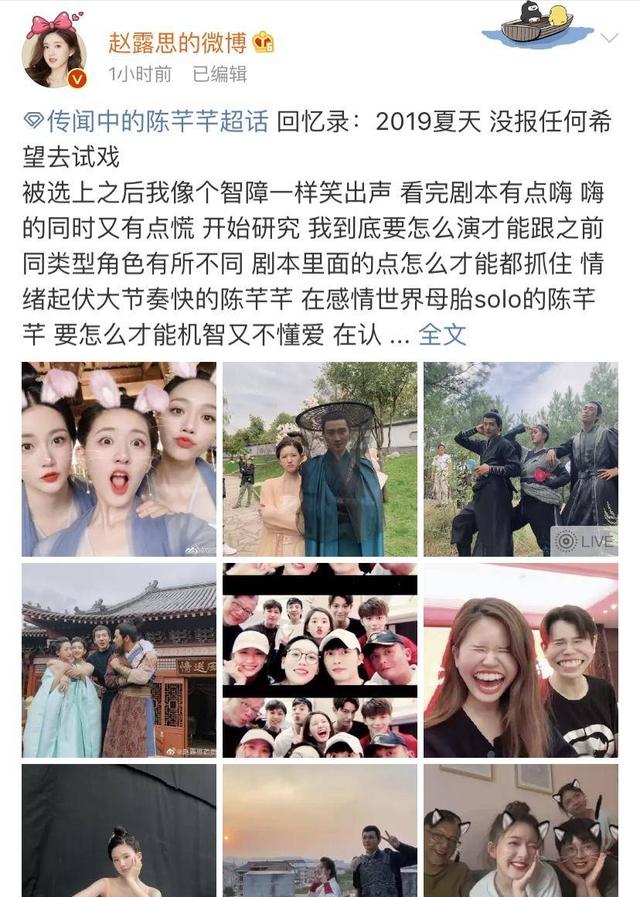 赵露思的微博
1小时前 已编辑
传闻中的陈芊芊超话 回忆录：2019夏天 没报任何希
望去试戏
被选上之后我像个智障一样笑出声 看完剧本有点嗨 嗨
的同时又有点慌 开始研究 我到底要怎么演才能跟之前
同类型角色有所不同 剧本里面的点怎么才能都抓住 情
绪起伏大节奏快的陈芊芊 在感情世界母胎solo的陈芊
芊 要怎么才能机智又不懂爱 在认 ... 全文
LIVE